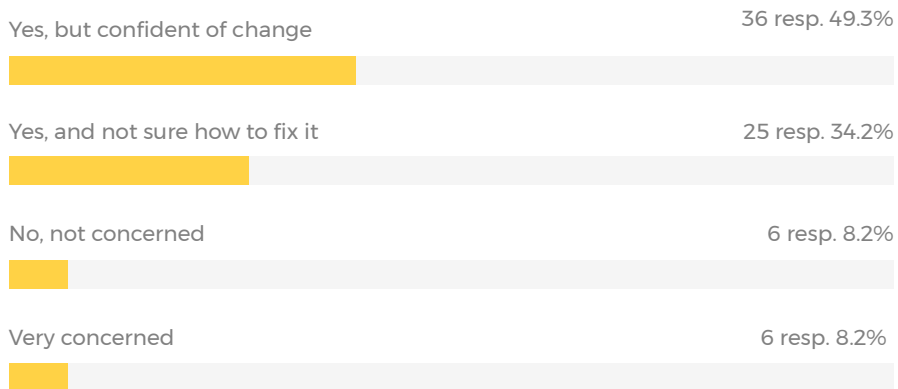 Yes, but confident of change 36 resp. 49.3%
Yes, and not sure how to fix it 25 resp. 34.2%
No, not concerned 6 resp. 8.2%
Very concerned 6 resp. 8.2%